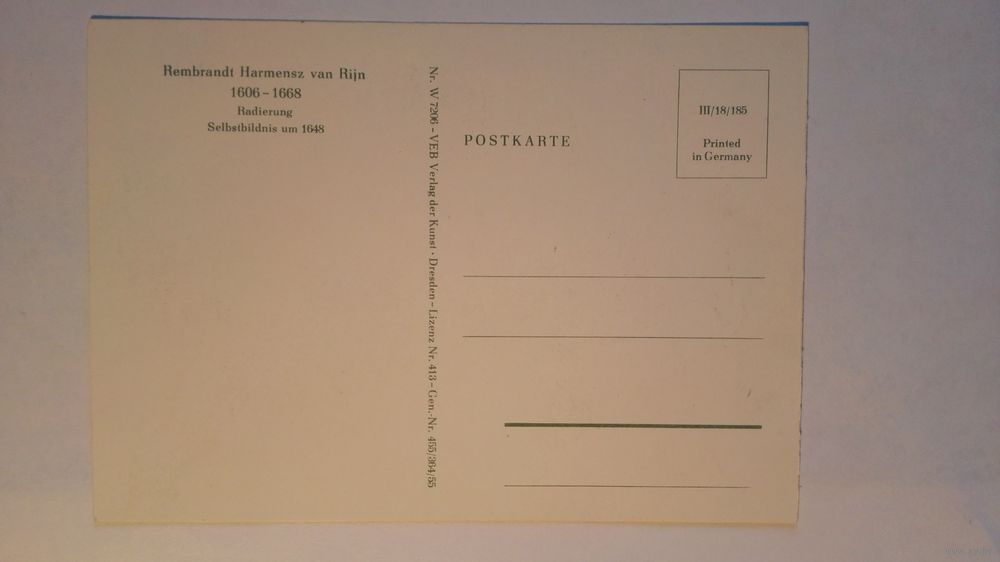 Rembrandt Harmensz van Rijn
1606 – 1668
Radierung
Selbstbildnis um 1648
Nr. W 7206 – VEB Verlag der Kunst · Dresden – Lizenz Nr. 413 – Gen.-Nr. 455/364/55
POSTKARTE
III/18/185
Printed
in Germany